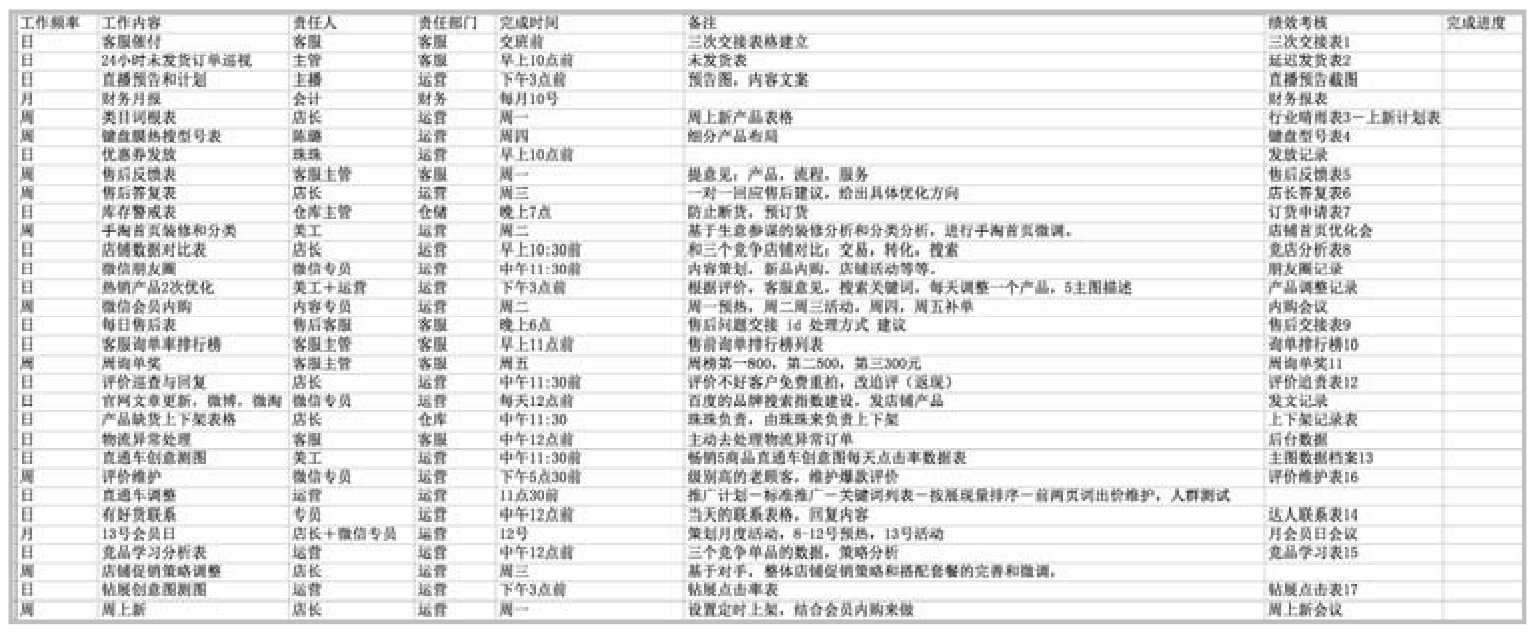 工作频率 工作内容 责任人 责任部门 完成时间 备注 绩效考核 完成进度
日 客服催付 客服 客服 交班前 三次交接表格建立 三次交接表1
日 24小时未发货订单巡视 主管 客服 早上10点前 未发货表 延迟发货表2
日 直播预告和计划 主播 运营 下午3点前 预告图，内容文案 直播预告截图
月 财务月报 会计 财务 每月10号 财务报表
周 类目词根表 店长 运营 周一 周上新产品表格 行业晴雨表3－上新计划表
周 键盘膜热搜型号表 陈璐 运营 周四 细分产品布局 键盘型号表4
日 优惠券发放 珠珠 运营 早上10点前 发放记录
周 售后反馈表 客服主管 客服 周一 提意见：产品，流程，服务 售后反馈表5
周 售后答复表 店长 运营 周三 一对一回应售后建议，给出具体优化方向 店长答复表6
日 库存警戒表 仓库主管 仓储 晚上7点 防止断货，预订货 订货申请表7
周 手淘首页装修和分类 美工 运营 周二 基于生意参谋的装修分析和分类分析，进行手淘首页微调。 店铺首页优化会
日 店铺数据对比表 店长 运营 早上10:30前 和三个竞争店铺对比：交易，转化，搜索 竞店分析表8
日 微信朋友圈 微信专员 运营 中午11:30前 内容策划，新品内购，店铺活动等等。 朋友圈记录
日 热销产品2次优化 美工＋运营 运营 下午3点前 根据评价，客服意见，搜索关键词，每天调整一个产品，5主图描述 产品调整记录
周 微信会员内购 内容专员 运营 周二 周一预热，周二周三活动，周四，周五补单 内购会议
日 每日售后表 售后客服 客服 晚上6点 售后问题交接 id 处理方式 建议 售后交接表9
日 客服询单率排行榜 客服主管 客服 早上11点前 售前询单排行榜列表 询单排行榜10
周 周询单奖 客服主管 客服 周五 周榜第一800，第二500，第三300元 周询单奖11
日 评价巡查与回复 店长 运营 中午11:30前 评价不好客户免费重拍，改追评（返现） 评价追责表12
日 官网文章更新，微博，微淘 微信专员 运营 每天12点前 百度的品牌搜索指数建设，发店铺产品 发文记录
日 产品缺货上下架表格 店长 仓库 中午11:30 珠珠负责，由珠珠来负责上下架 上下架记录表
日 物流异常处理 客服 客服 中午12点前 主动去处理物流异常订单 后台数据
日 直通车创意测图 美工 运营 中午11:30前 畅销5商品直通车创意图每天点击率数据表 主图数据档案13
周 评价维护 微信专员 运营 下午5点30前 级别高的老顾客，维护爆款评价 评价维护表16
日 直通车调整 运营 运营 11点30前 推广计划－标准推广－关键词列表－按展现量排序－前两页词出价维护，人群测试
日 有好货联系 专员 运营 中午12点前 当天的联系表格，回复内容 达人联系表14
月 13号会员日 店长＋微信专员 运营 12号 策划月度活动，8-12号预热，13号活动 月会员日会议
日 竞品学习分析表 运营 运营 中午12点前 三个竞争单品的数据，策略分析 竞品学习表15
周 店铺促销策略调整 店长 运营 周三 基于对手，整体店铺促销策略和搭配套餐的完善和微调。
日 钻展创意图测图 运营 运营 下午3点前 钻展点击率表 钻展点击表17
周 周上新 店长 运营 周一 设置定时上架，结合会员内购来做 周上新会议